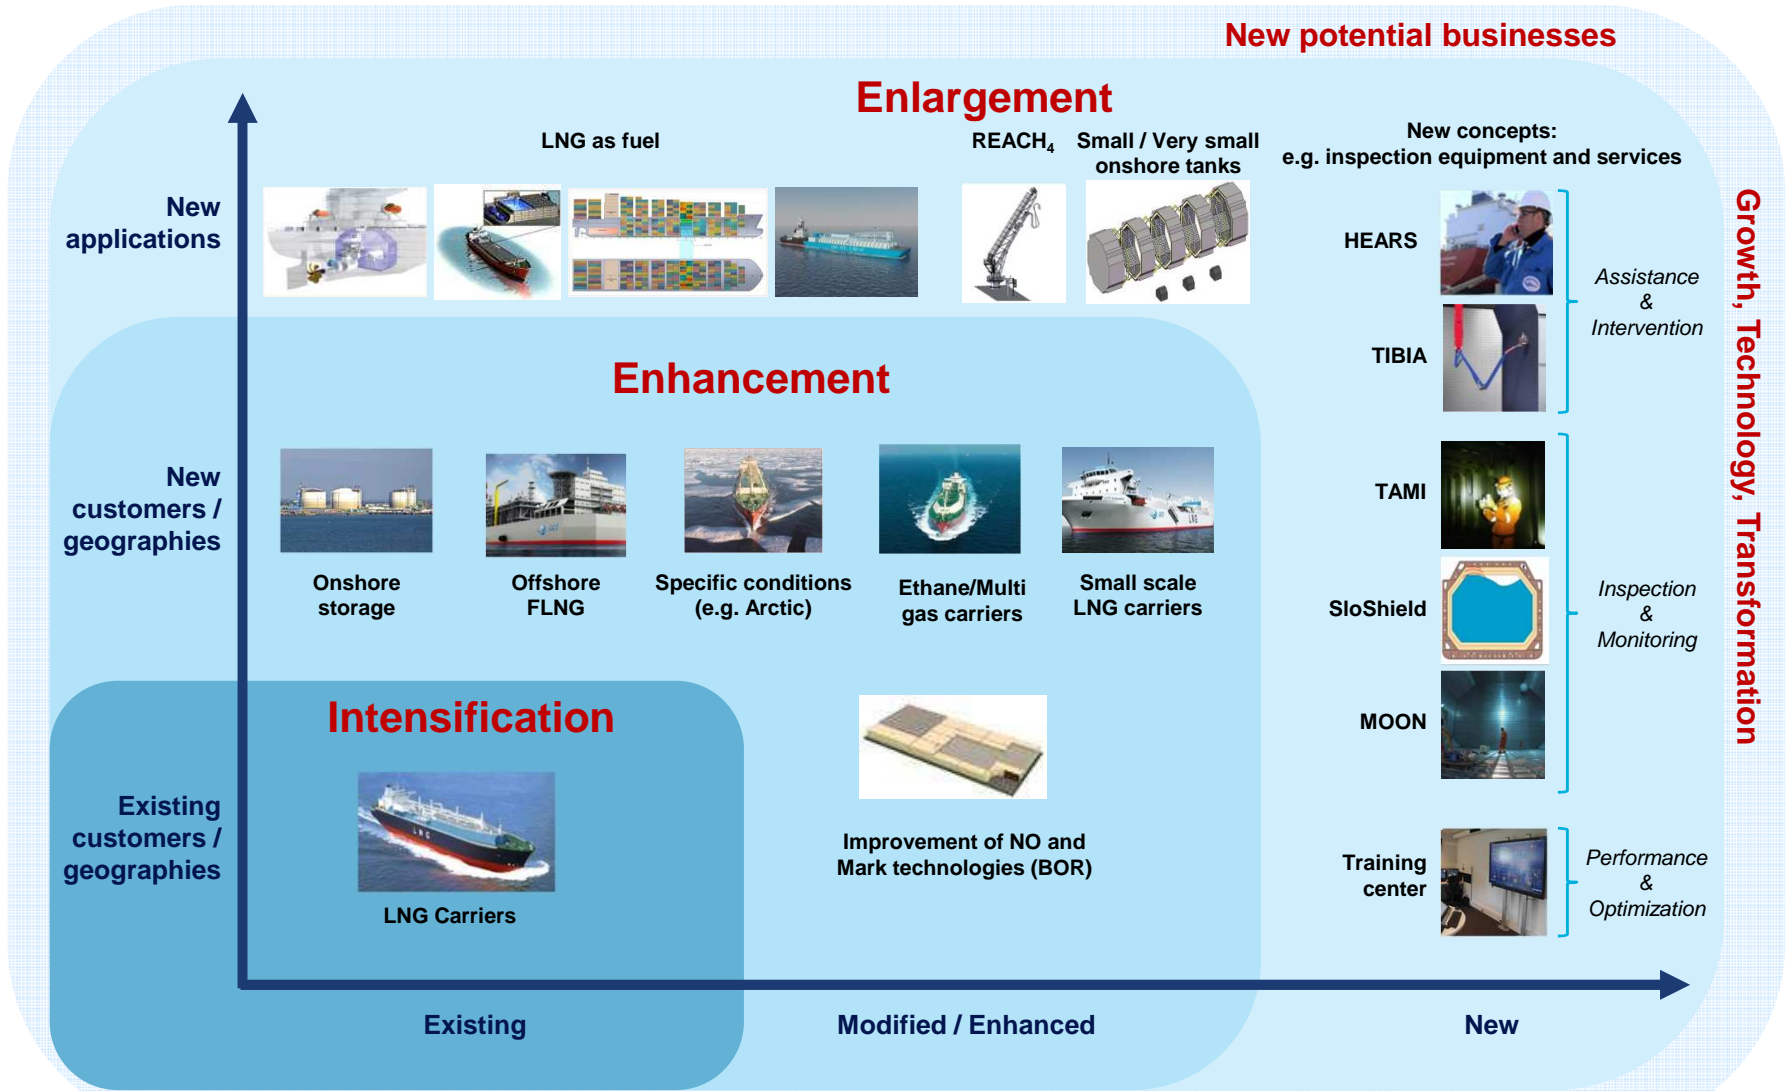 New potential businesses
Enlargement
LNG as fuel
REACH₄
Small / Very small
onshore tanks
New concepts:
e.g. inspection equipment and services
New
applications
HEARS
TIBIA
Assistance
&
Intervention
Growth, Technology, Transformation
Enhancement
New
customers /
geographies
Onshore
storage
Offshore
FLNG
Specific conditions
(e.g. Arctic)
Ethane/Multi
gas carriers
LNG
Small scale
LNG carriers
TAMI
SloShield
MOON
Inspection
&
Monitoring
Intensification
Existing
customers /
geographies
LNG
LNG Carriers
Improvement of NO and
Mark technologies (BOR)
Training
center
Performance
&
Optimization
Existing
Modified / Enhanced
New